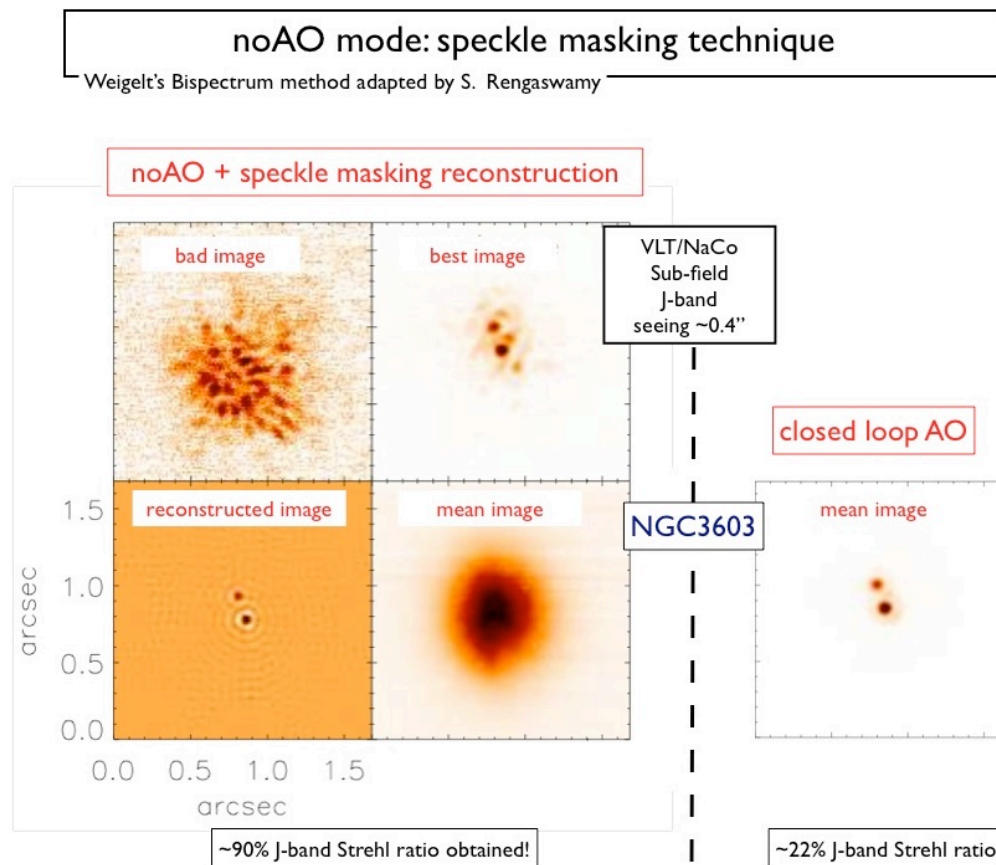 noAO mode: speckle masking technique
Weigelt's Bispectrum method adapted by S. Rengaswamy
noAO + speckle masking reconstruction
bad image
best image
VLT/NaCo
Sub-field
J-band
seeing ~0.4”
closed loop AO
reconstructed image
mean image
NGC3603
mean image
1.5
1.0
0.5
0.0
arcsec
0.0 0.5 1.0 1.5
arcsec
~90% J-band Strehl ratio obtained!
~22% J-band Strehl ratio